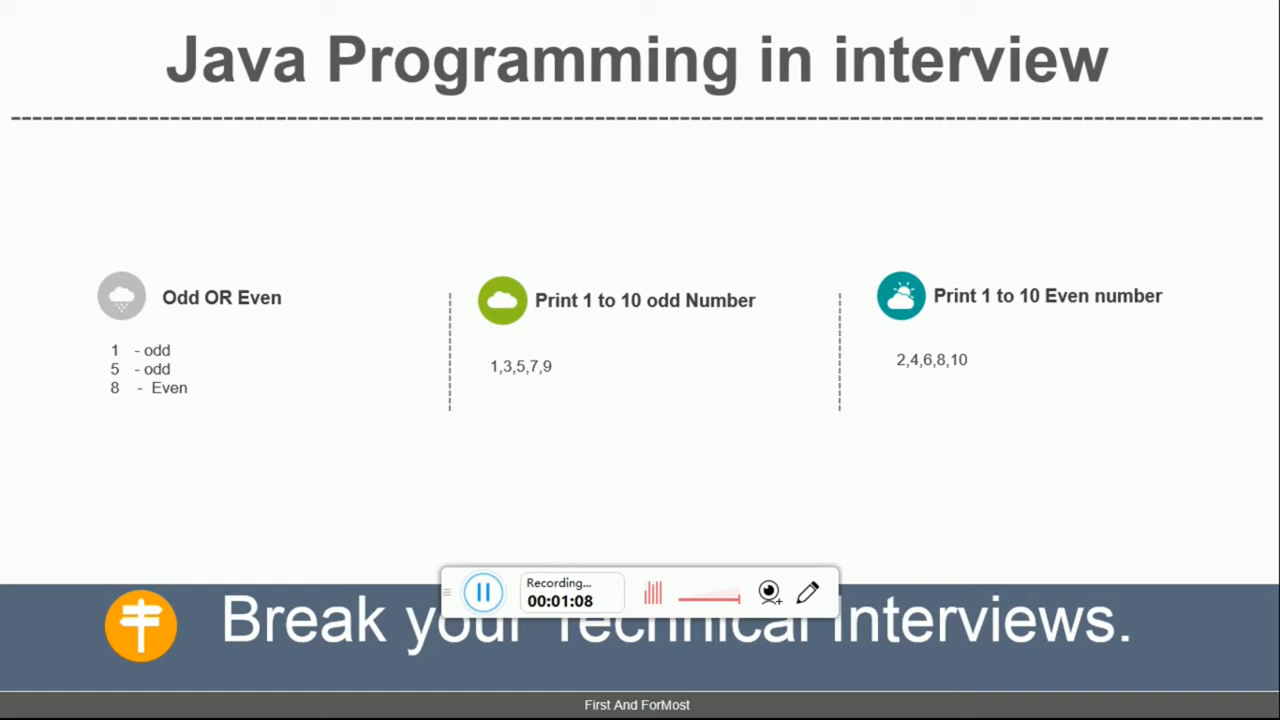 Java Programming in interview
Odd OR Even
1 - odd
5 - odd
8 - Even
Print 1 to 10 odd Number
1,3,5,7,9
Print 1 to 10 Even number
2,4,6,8,10
Recording...
00:01:08
Break your Technical Interviews.
First And ForMost